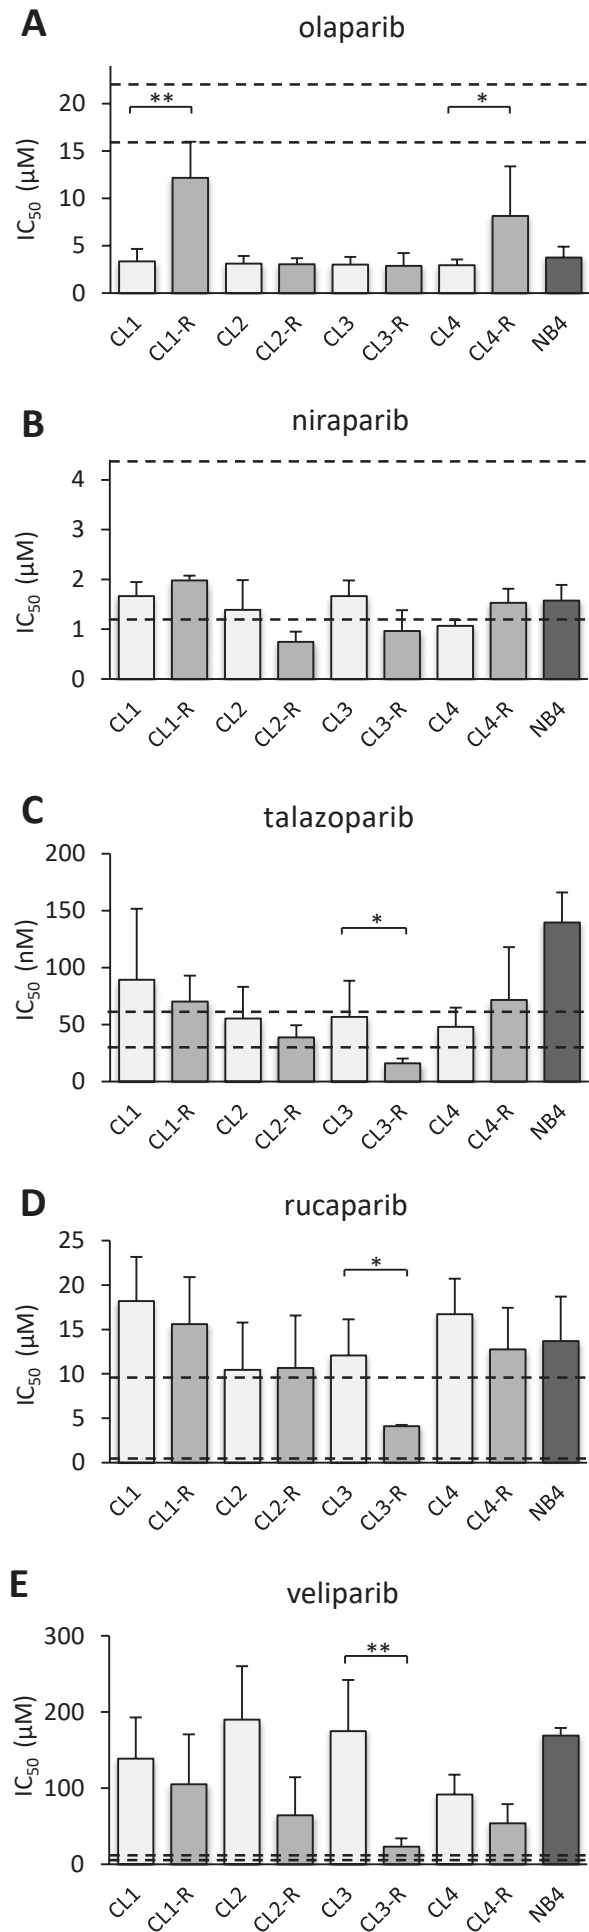 A
olaparib
IC50 (μM)
20
15
10
5
0
**
*
CL1
CL1-R
CL2
CL2-R
CL3
CL3-R
CL4
CL4-R
NB4
B
niraparib
IC50 (μM)
4
3
2
1
0
CL1
CL1-R
CL2
CL2-R
CL3
CL3-R
CL4
CL4-R
NB4
C
talazoparib
IC50 (nM)
200
150
100
50
0
*
CL1
CL1-R
CL2
CL2-R
CL3
CL3-R
CL4
CL4-R
NB4
D
rucaparib
IC50 (μM)
25
20
15
10
5
0
*
CL1
CL1-R
CL2
CL2-R
CL3
CL3-R
CL4
CL4-R
NB4
E
veliparib
IC50 (μM)
300
200
100
0
**
CL1
CL1-R
CL2
CL2-R
CL3
CL3-R
CL4
CL4-R
NB4